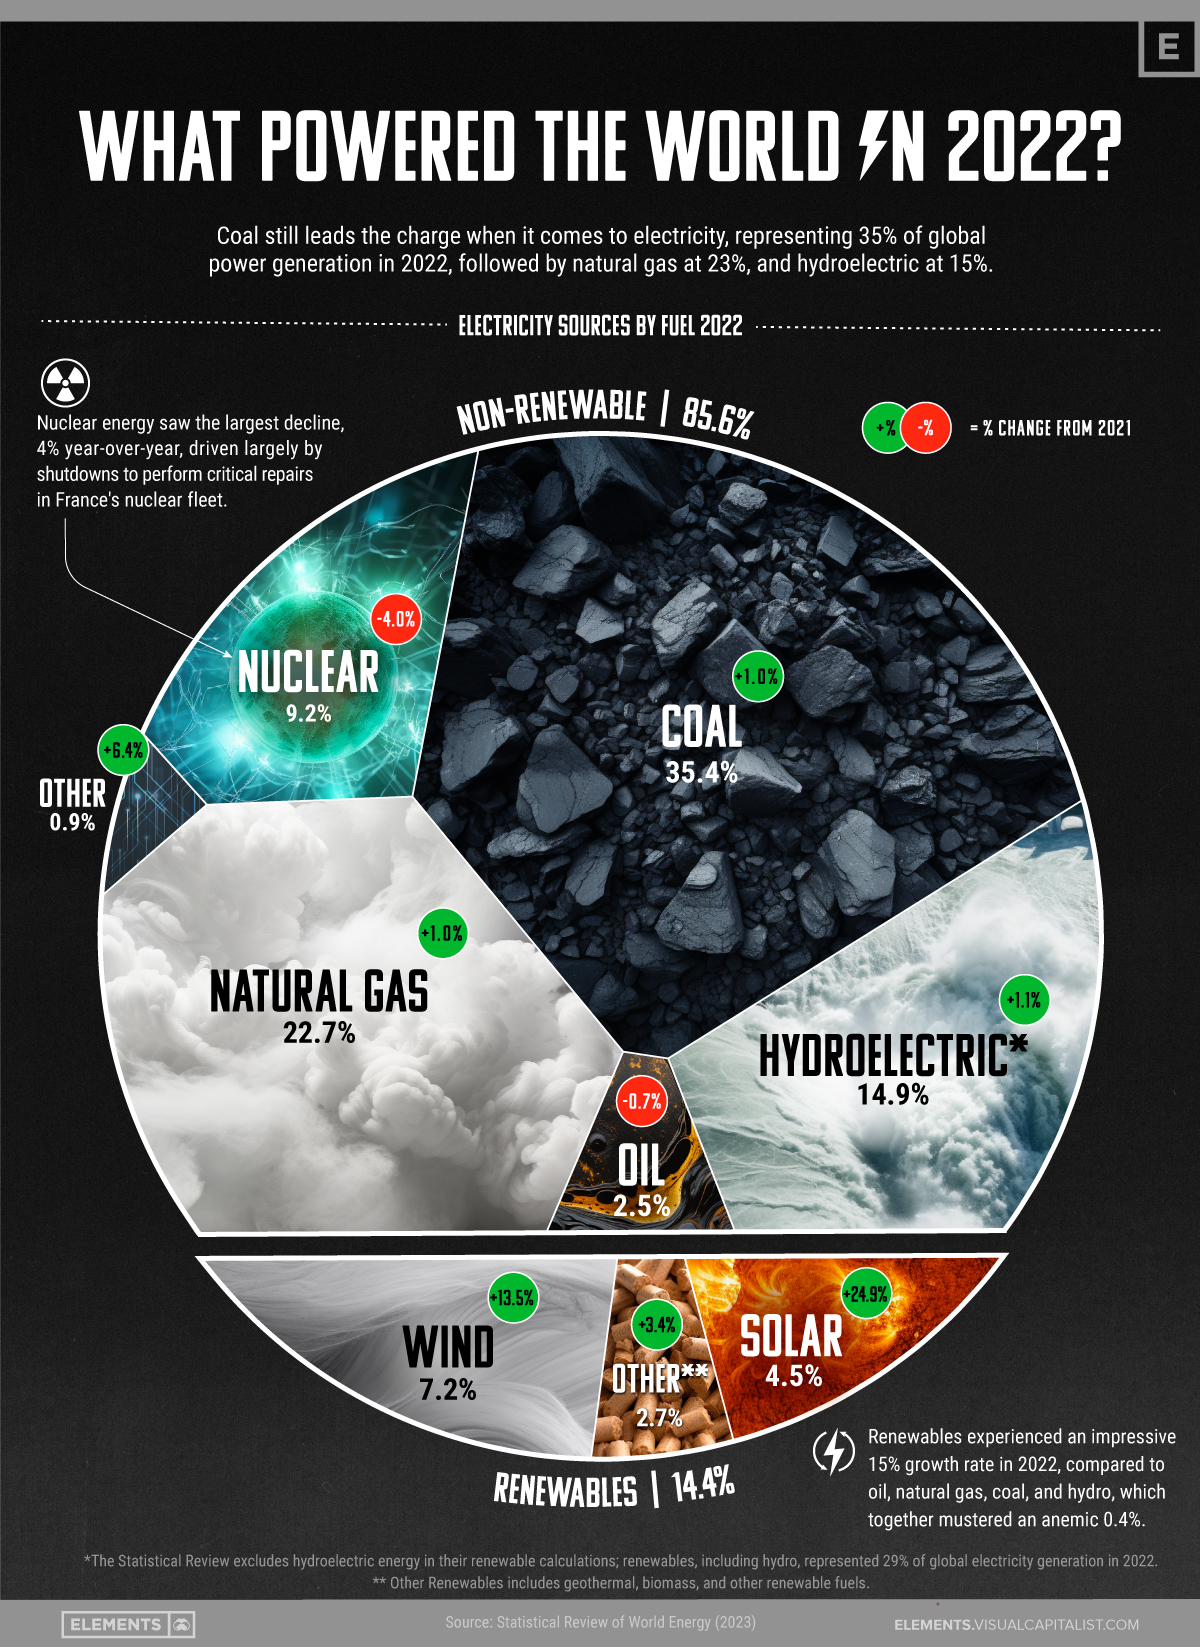 E
WHAT POWERED THE WORLD IN 2022?
Coal still leads the charge when it comes to electricity, representing 35% of global
power generation in 2022, followed by natural gas at 23%, and hydroelectric at 15%.
ELECTRICITY SOURCES BY FUEL 2022
Nuclear energy saw the largest decline,
4% year-over-year, driven largely by
shutdowns to perform critical repairs
in France's nuclear fleet.
NON-RENEWABLE | 85.6%
+% -% = % CHANGE FROM 2021
-4.0%
NUCLEAR
9.2%
+1.0%
COAL
35.4%
+6.4%
OTHER
0.9%
+1.0%
NATURAL GAS
22.7%
+1.1%
HYDROELECTRIC*
14.9%
-0.7%
OIL
2.5%
+13.5%
WIND
7.2%
+3.4%
OTHER**
2.7%
+24.9%
SOLAR
4.5%
RENEWABLES | 14.4%
Renewables experienced an impressive
15% growth rate in 2022, compared to
oil, natural gas, coal, and hydro, which
together mustered an anemic 0.4%.
*The Statistical Review excludes hydroelectric energy in their renewable calculations; renewables, including hydro, represented 29% of global electricity generation in 2022.
** Other Renewables includes geothermal, biomass, and other renewable fuels.
ELEMENTS
Source: Statistical Review of World Energy (2023)
ELEMENTS.VISUALCAPITALIST.COM